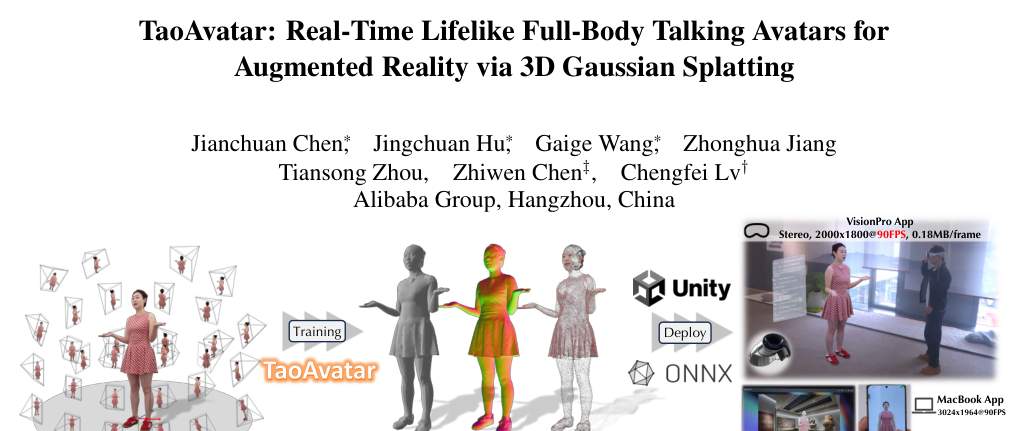 TaoAvatar: Real-Time Lifelike Full-Body Talking Avatars for
Augmented Reality via 3D Gaussian Splatting
Jianchuan Chen*, Jingchuan Hu*, Gaige Wang*, Zhonghua Jiang
Tiansong Zhou, Zhiwen Chen‡, Chengfei Lv†
Alibaba Group, Hangzhou, China
VisionPro App
Stereo, 2000x1800@90FPS, 0.18MB/frame
Unity
Training
Deploy
TaoAvatar
ONNX
MacBook App
3024x1964@90FPS